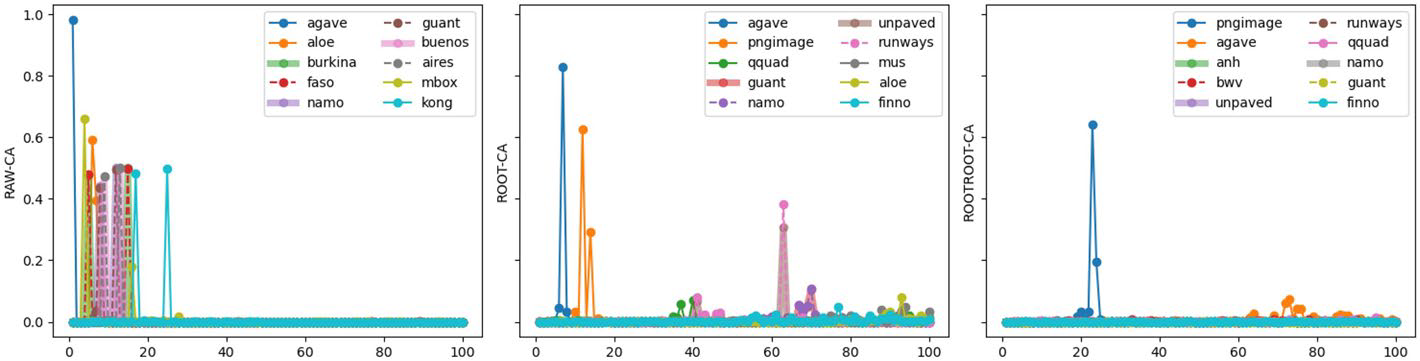 RAW-CA
1.0
0.8
0.6
0.4
0.2
0.0
0 20 40 60 80 100
agave guant
aloe buenos
burkina aires
faso mbox
namo kong
ROOT-CA
0 20 40 60 80 100
agave unpaved
pngimage runways
qquad mus
guant aloe
namo finno
ROOTROOT-CA
0 20 40 60 80 100
pngimage runways
agave qquad
anh namo
bwv guant
unpaved finno